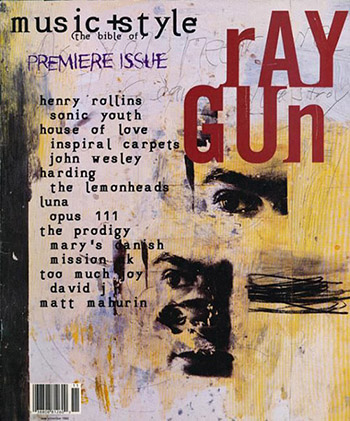 music+style
(the bible of)
PREMIERE ISSUE
rAY
GUn
henry rollins
sonic youth
house of love
inspiral carpets
john wesley
harding
the lemonheads
luna
opus 111
the prodigy
mary's danish
mission k
too much joy
david j
matt mahurin